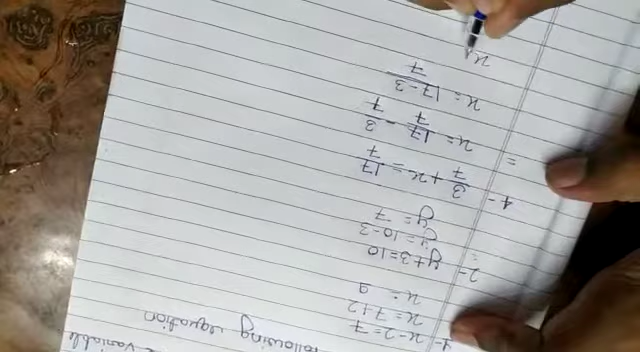 variable
following equation
1- x-2=7
x=7+2
x=9
2- y+3=10
y=10-3
y=7
4- 3/7 + x = 17/7
= x = 17/7 - 3/7
x = 17-3/7
x